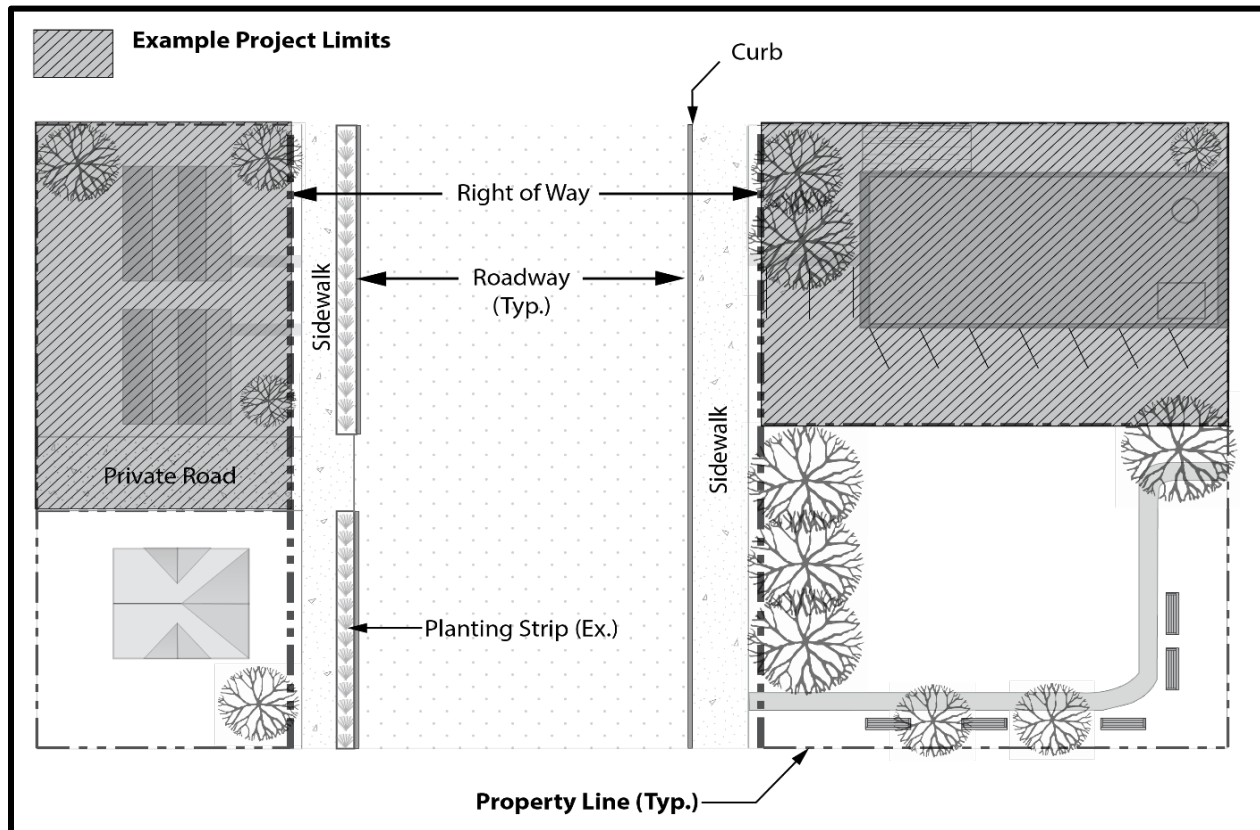 Example Project Limits
Curb
Right of Way
Sidewalk
Roadway
(Typ.)
Sidewalk
Private Road
Planting Strip (Ex.)
Property Line (Typ.)